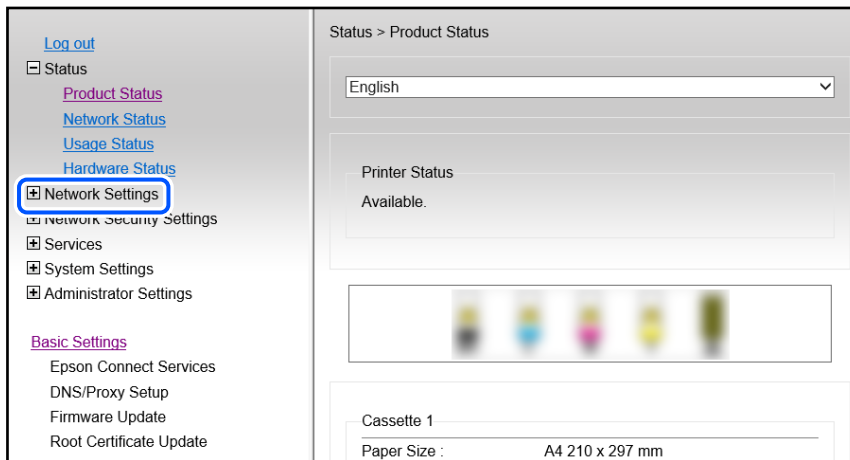 Log out
Status
Product Status
Network Status
Usage Status
Hardware Status
Network Settings
Network Security Settings
Services
System Settings
Administrator Settings
Basic Settings
Epson Connect Services
DNS/Proxy Setup
Firmware Update
Root Certificate Update
Status > Product Status
English
Printer Status
Available.
Cassette 1
Paper Size : A4 210 x 297 mm